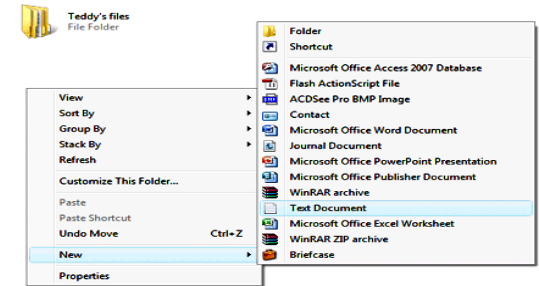 Teddy's files
File Folder
View
Sort By
Group By
Stack By
Refresh
Customize This Folder...
Paste
Paste Shortcut
Undo Move Ctrl+Z
New
Properties
Folder
Shortcut
Microsoft Office Access 2007 Database
Flash ActionScript File
ACDSee Pro BMP Image
Contact
Microsoft Office Word Document
Journal Document
Microsoft Office PowerPoint Presentation
Microsoft Office Publisher Document
WinRAR archive
Text Document
Microsoft Office Excel Worksheet
WinRAR ZIP archive
Briefcase